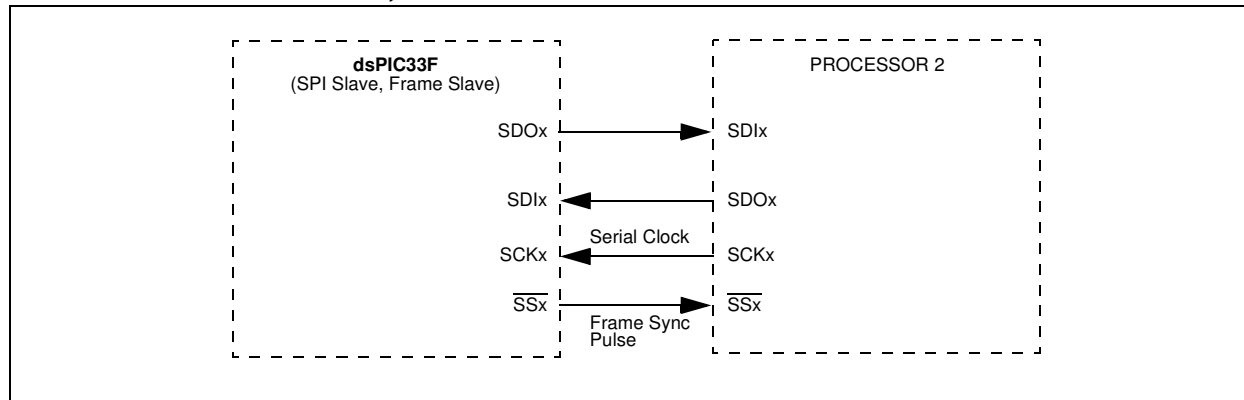 dsPIC33F
(SPI Slave, Frame Slave)
PROCESSOR 2
SDOx
SDIx
SDIx
SDOx
Serial Clock
SCKx
SCKx
SSx
SSx
Frame Sync
Pulse